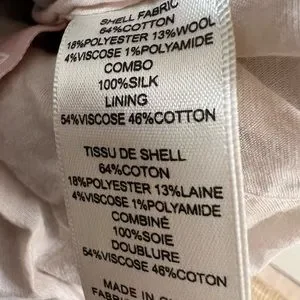 SHELL FABRIC
64%COTTON
18%POLYESTER 13%WOOL
4%VISCOSE 1%POLYAMIDE
COMBO
100%SILK
LINING
54%VISCOSE 46%COTTON
TISSU DE SHELL
64%COTON
18%POLYESTER 13%LAINE
4%VISCOSE 1%POLYAMIDE
COMBINÉ
100%SOIE
DOUBLURE
54%VISCOSE 46%COTON
MADE IN